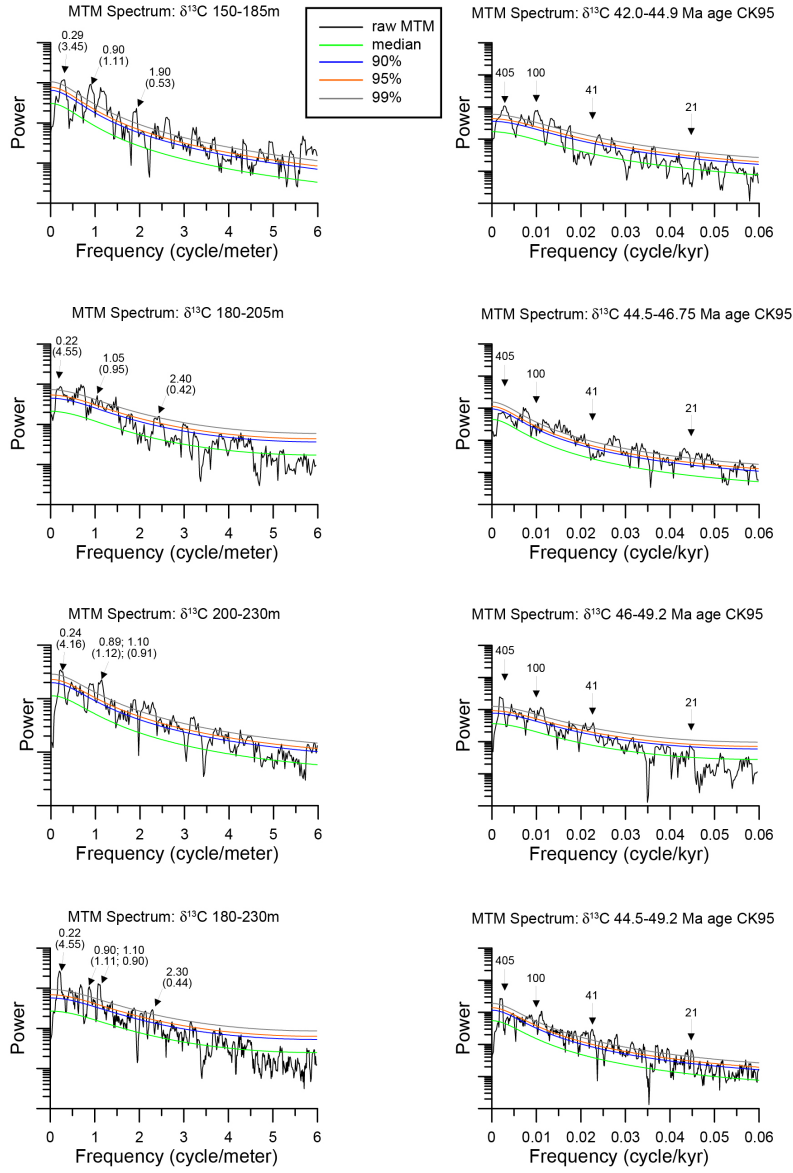 MTM Spectrum: δ¹³C 150-185m
0.29
(3.45)
0.90
(1.11)
1.90
(0.53)
Power
0 1 2 3 4 5 6
Frequency (cycle/meter)
raw MTM
median
90%
95%
99%
MTM Spectrum: δ¹³C 42.0-44.9 Ma age CK95
405
100
41
21
Power
0 0.01 0.02 0.03 0.04 0.05 0.06
Frequency (cycle/kyr)
MTM Spectrum: δ¹³C 180-205m
0.22
(4.55)
1.05
(0.95)
2.40
(0.42)
Power
0 1 2 3 4 5 6
Frequency (cycle/meter)
MTM Spectrum: δ¹³C 44.5-46.75 Ma age CK95
405
100
41
21
Power
0 0.01 0.02 0.03 0.04 0.05 0.06
Frequency (cycle/kyr)
MTM Spectrum: δ¹³C 200-230m
0.24
(4.16)
0.89; 1.10
(1.12); (0.91)
Power
0 1 2 3 4 5 6
Frequency (cycle/meter)
MTM Spectrum: δ¹³C 46-49.2 Ma age CK95
405
100
41
21
Power
0 0.01 0.02 0.03 0.04 0.05 0.06
Frequency (cycle/kyr)
MTM Spectrum: δ¹³C 180-230m
0.22
(4.55)
0.90; 1.10
(1.11; 0.90)
2.30
(0.44)
Power
0 1 2 3 4 5 6
Frequency (cycle/meter)
MTM Spectrum: δ¹³C 44.5-49.2 Ma age CK95
405
100
41
21
Power
0 0.01 0.02 0.03 0.04 0.05 0.06
Frequency (cycle/kyr)